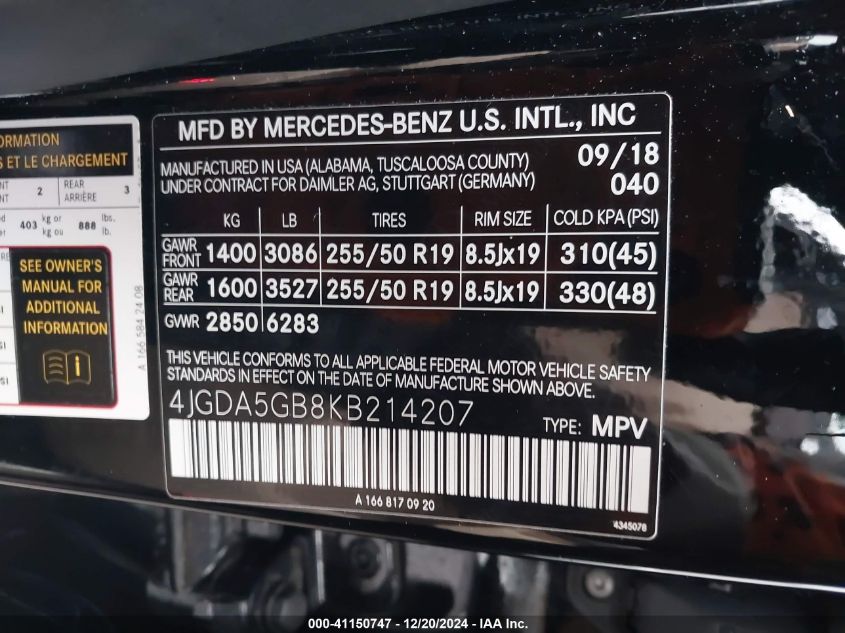 ORMATION
S ET LE CHARGEMENT
NT 2 REAR 3
NT ARRIÈRE
403 kg or 888 lbs.
kg ou lb.
SEE OWNER'S
MANUAL FOR
ADDITIONAL
INFORMATION
A 166 584 24 08
MFD BY MERCEDES-BENZ U.S. INTL., INC
MANUFACTURED IN USA (ALABAMA, TUSCALOOSA COUNTY) 09/18
UNDER CONTRACT FOR DAIMLER AG, STUTTGART (GERMANY) 040
KG LB TIRES RIM SIZE COLD KPA (PSI)
GAWR FRONT 1400 3086 255/50 R19 8.5Jx19 310(45)
GAWR REAR 1600 3527 255/50 R19 8.5Jx19 330(48)
GVWR 2850 6283
THIS VEHICLE CONFORMS TO ALL APPLICABLE FEDERAL MOTOR VEHICLE SAFETY
STANDARDS IN EFFECT ON THE DATE OF MANUFACTURE SHOWN ABOVE.
4JGDA5GB8KB214207
TYPE: MPV
A 166 817 09 20
4345078
000-41150747 - 12/20/2024 - IAA Inc.